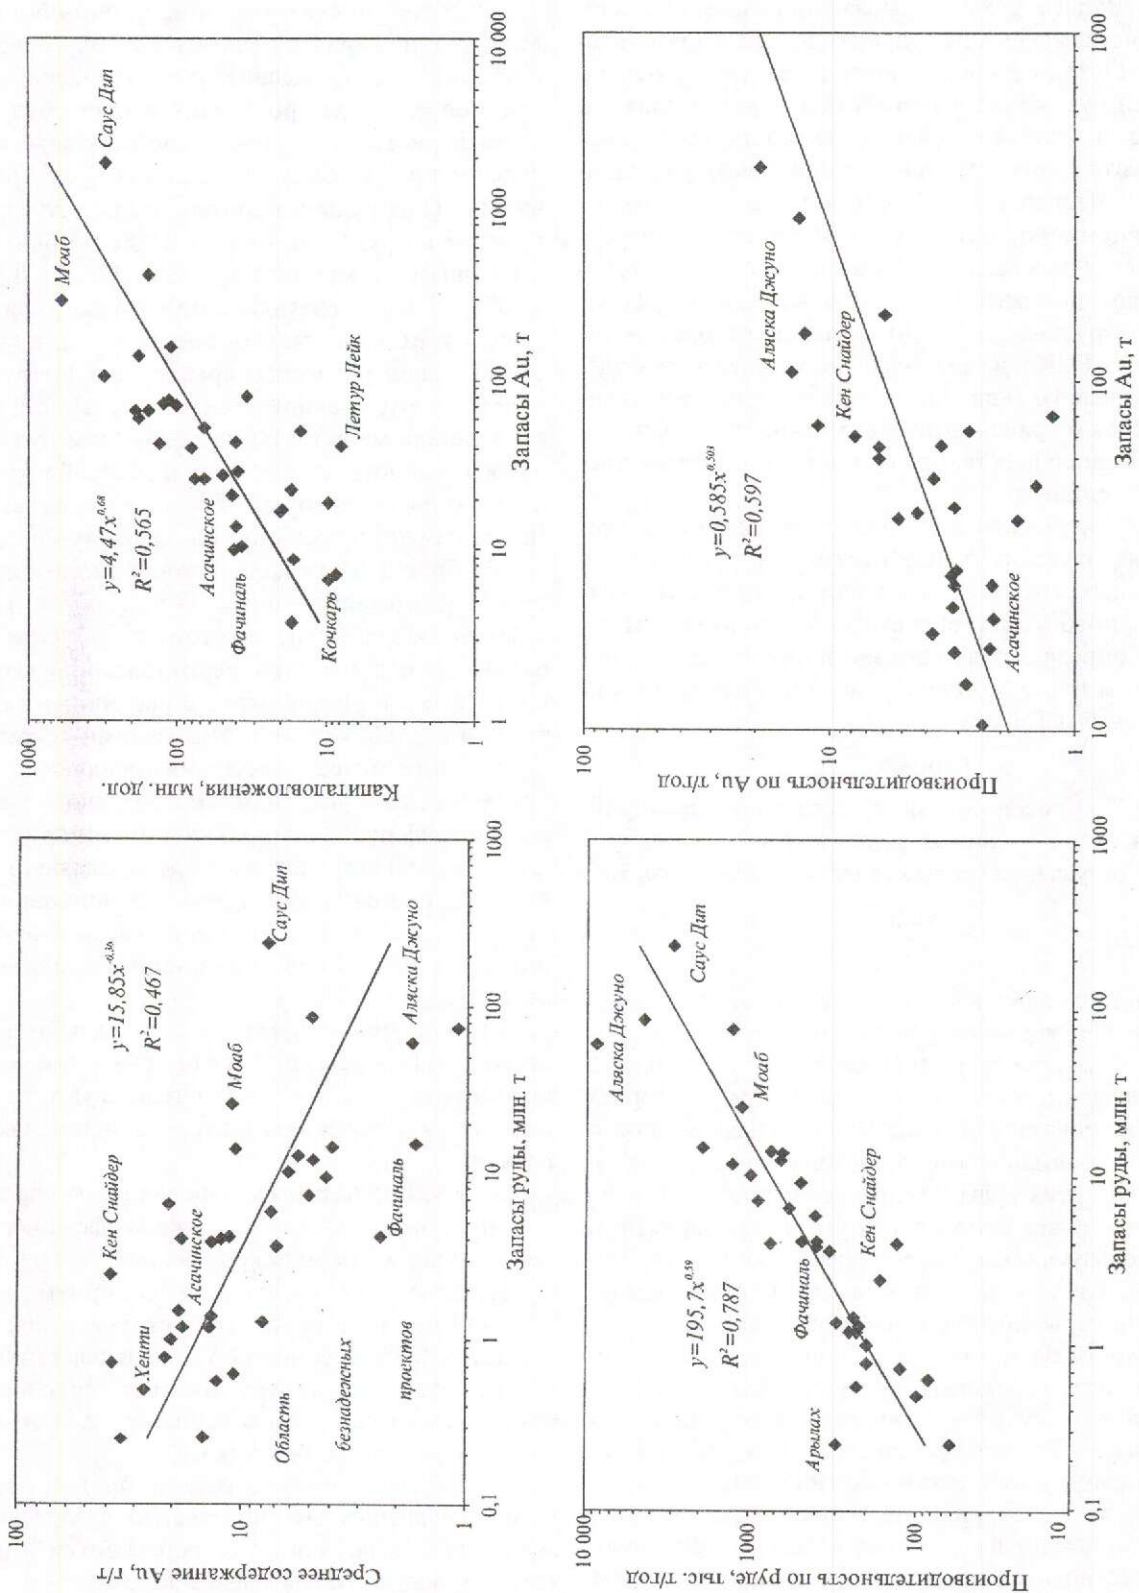 100
10
1
Среднее содержание Au, г/т
0,1
1
10
100
1000
Запасы руды, млн. т
y=15,85x^-0,36
R²=0,467
Кен Снайдер
Хенти
Асачинское
Моаб
Саус Дип
Область
безнадежных
проектов
Фачиналь
Аляски Джуно
1000
100
10
1
Капиталовложения, млн. дол.
1
10
100
1000
10 000
Запасы Au, т
Моаб
Саус Дип
y=4,47x^0,68
R²=0,565
Асачинское
Фачиналь
Кочкарь
Петур Лейк
10 000
1000
100
10
Производительность по руде, тыс. т/год
0,1
1
10
100
1000
Запасы руды, млн. т
Аляска Джуно
Саус Дип
y=195,7x^0,59
R²=0,787
Моаб
Арылах
Фачиналь
Кен Снайдер
100
10
1
Производительность по Au, т/год
10
100
1000
Запасы Au, т
y=0,585x^0,503
R²=0,597
Аляска Джуно
Кен Снайдер
Асачинское